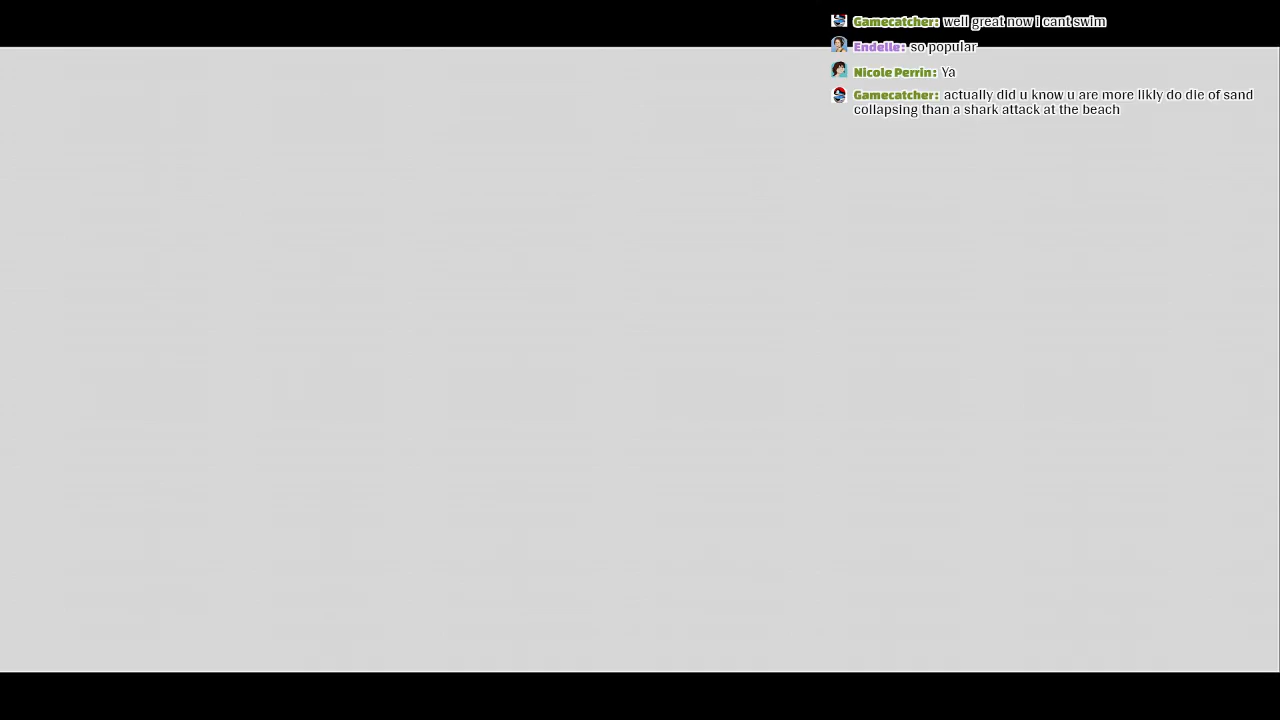 Gamecatcher: well great now i cant swim
Endelle: so popular
Nicole Perrin: Ya
Gamecatcher: actually did u know u are more likly do die of sand
collapsing than a shark attack at the beach